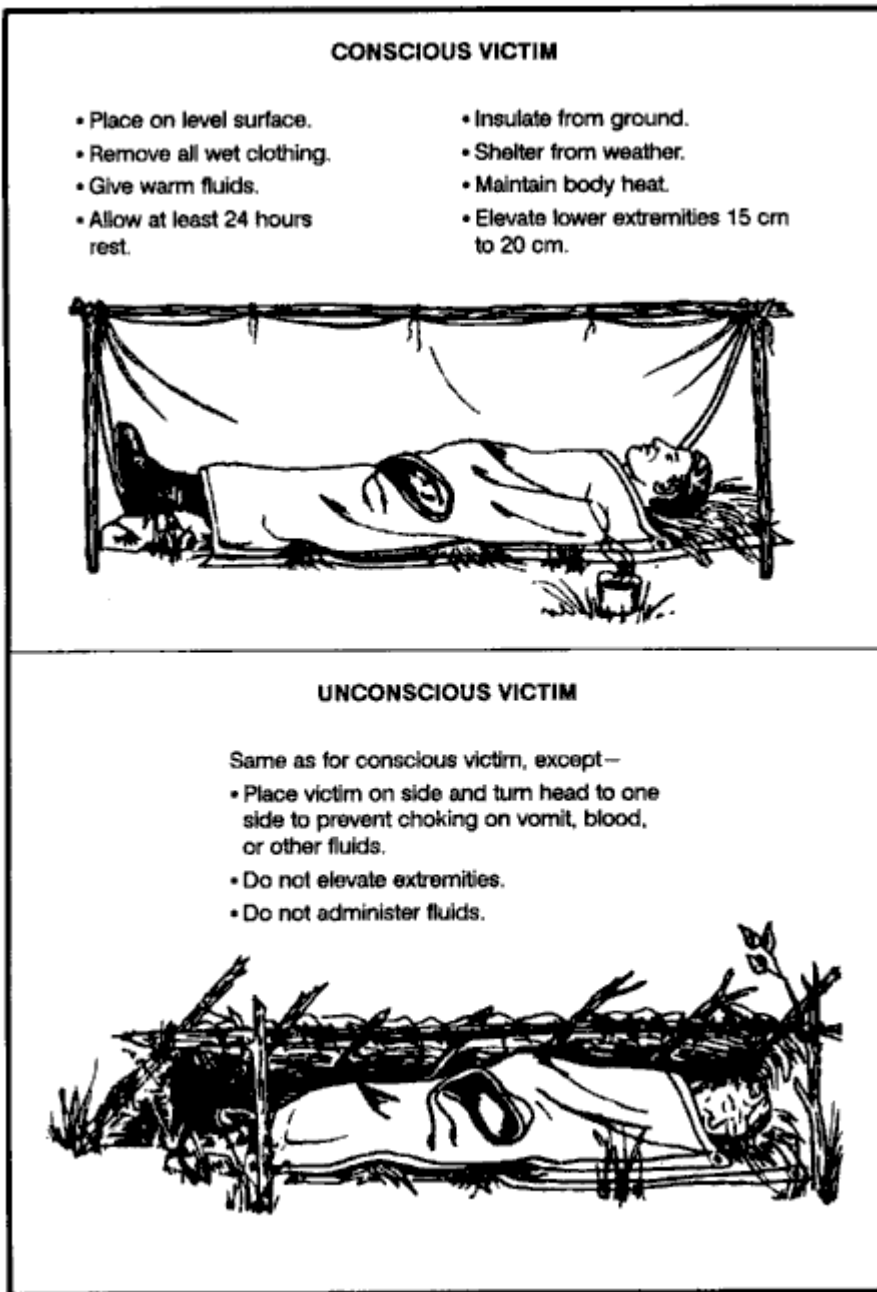 CONSCIOUS VICTIM
• Place on level surface.
• Remove all wet clothing.
• Give warm fluids.
• Allow at least 24 hours
rest.
• Insulate from ground.
• Shelter from weather.
• Maintain body heat.
• Elevate lower extremities 15 cm
to 20 cm.
UNCONSCIOUS VICTIM
Same as for conscious victim, except—
• Place victim on side and turn head to one
side to prevent choking on vomit, blood,
or other fluids.
• Do not elevate extremities.
• Do not administer fluids.